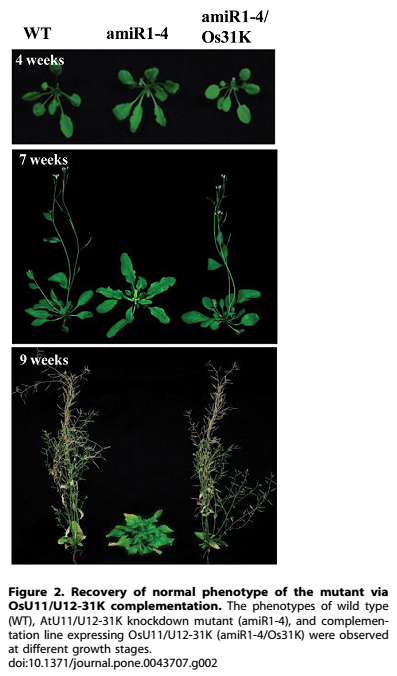 WT amiR1-4 amiR1-4/
Os31K
4 weeks
7 weeks
9 weeks
Figure 2. Recovery of normal phenotype of the mutant via
OsU11/U12-31K complementation. The phenotypes of wild type
(WT), AtU11/U12-31K knockdown mutant (amiR1-4), and complemen-
tation line expressing OsU11/U12-31K (amiR1-4/Os31K) were observed
at different growth stages.
doi:10.1371/journal.pone.0043707.g002